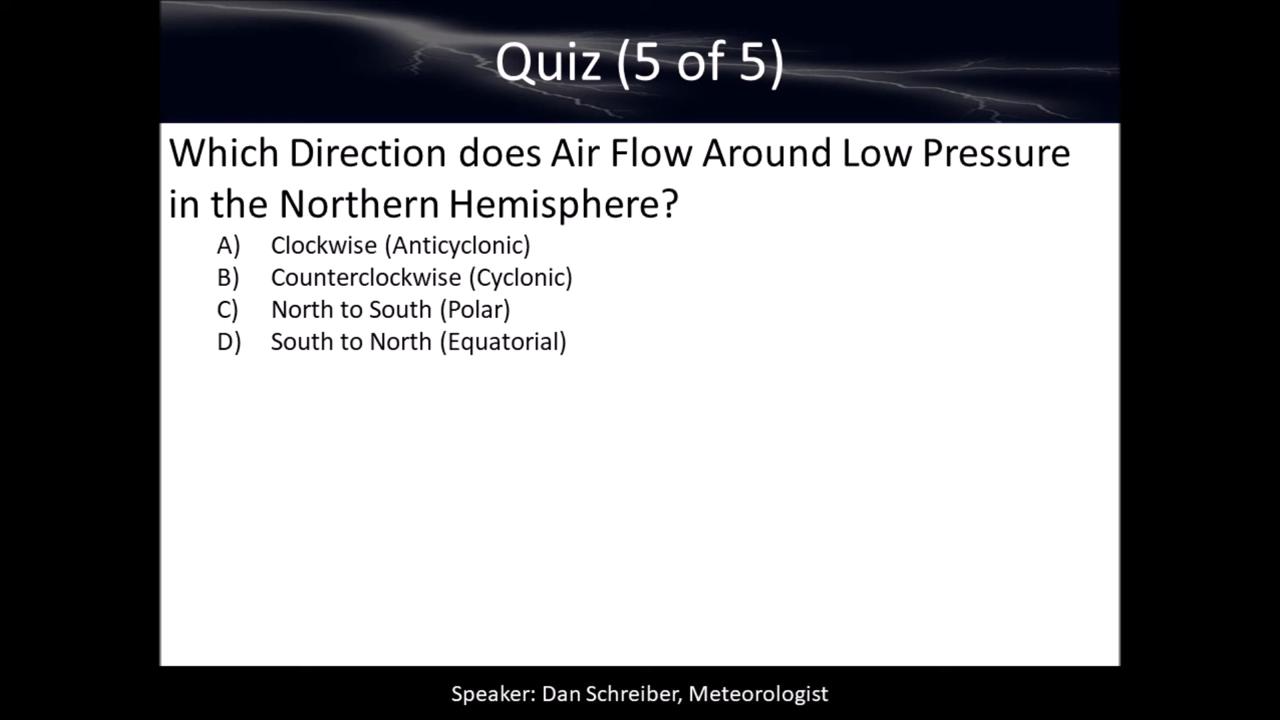 Quiz (5 of 5)
Which Direction does Air Flow Around Low Pressure
in the Northern Hemisphere?
A) Clockwise (Anticyclonic)
B) Counterclockwise (Cyclonic)
C) North to South (Polar)
D) South to North (Equatorial)
Speaker: Dan Schreiber, Meteorologist